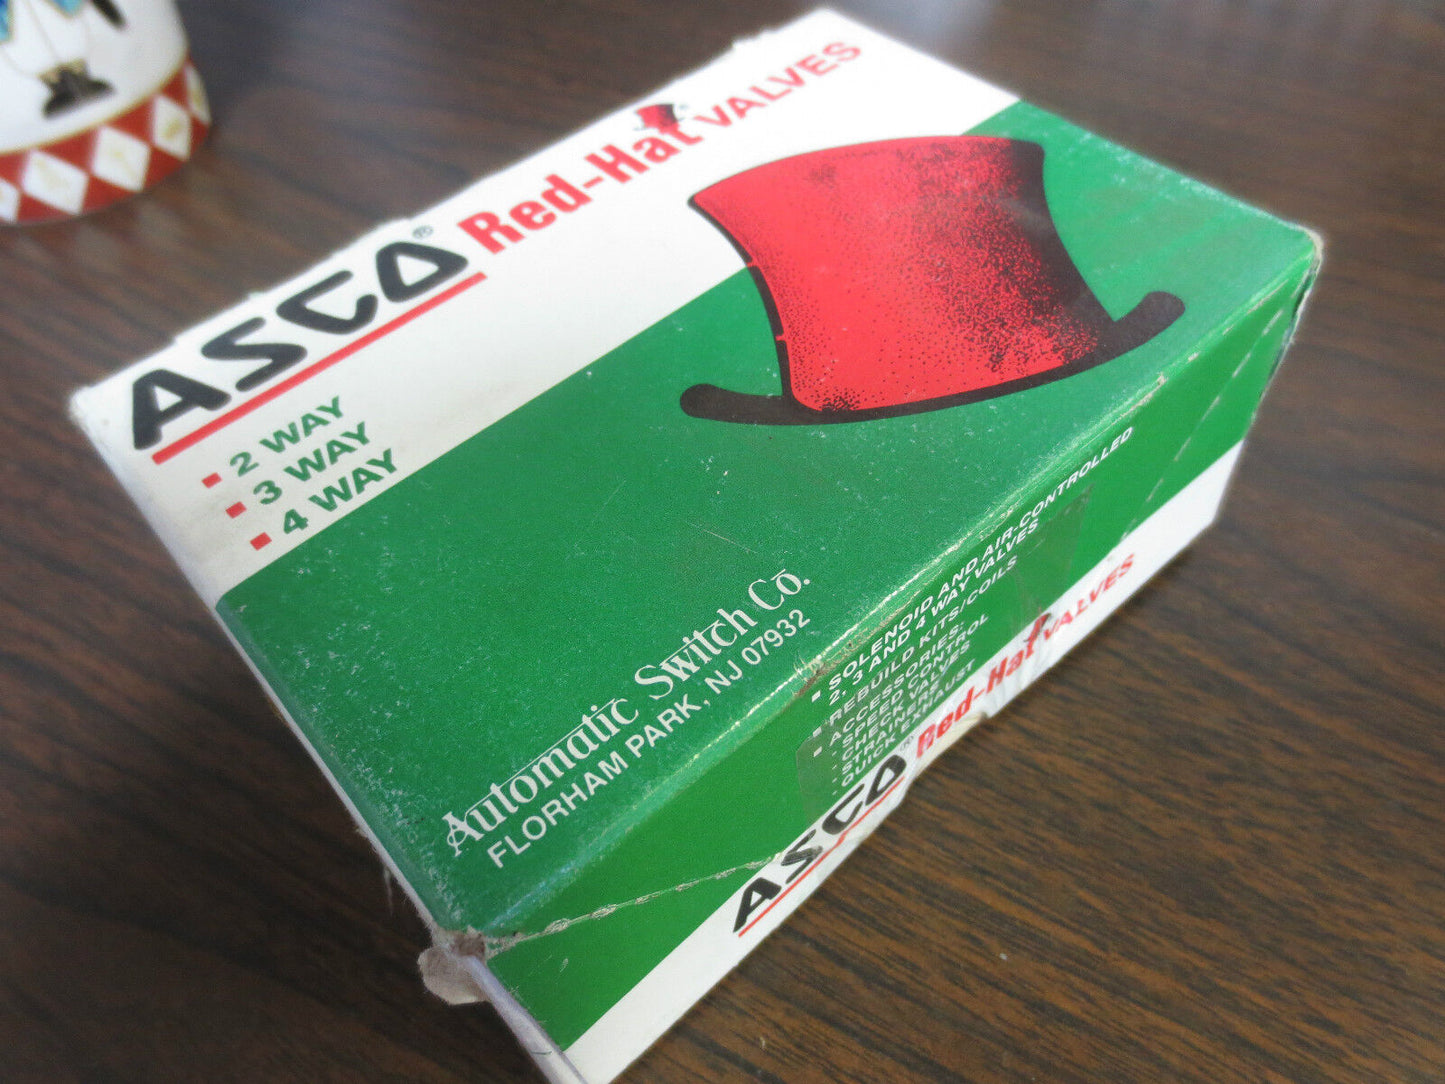 ASCO® Red-Hat® VALVES
▪ 2 WAY
▪ 3 WAY
▪ 4 WAY
Automatic Switch Co.
FLORHAM PARK, NJ 07932
▪ SOLENOID AND AIR-CONTROLLED
2, 3 AND 4 WAY VALVES
▪ REBUILD KITS/COILS
▪ ACCESSORIES:
· SPEED CONTROL
· CHECK VALVES
· STRAINERS
· QUICK EXHAUST
ASCO® Red-Hat VALVES